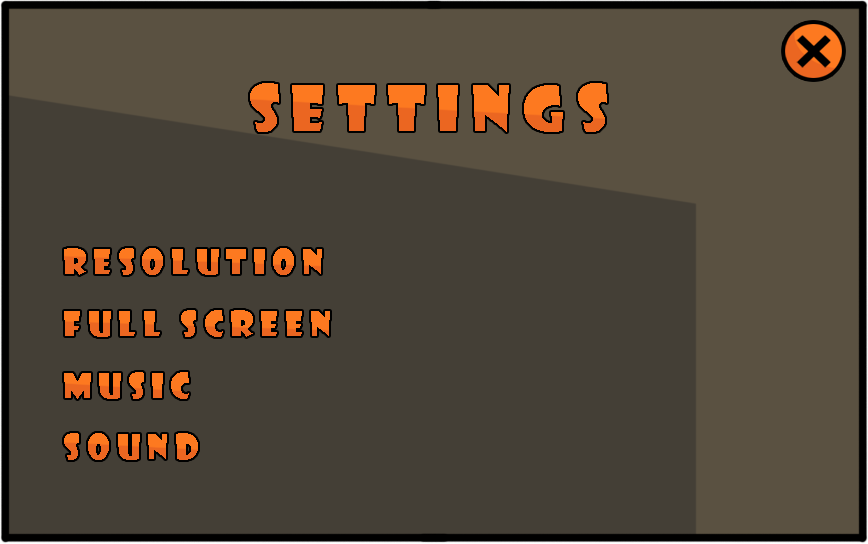 SETTINGS
RESOLUTION
FULL SCREEN
MUSIC
SOUND